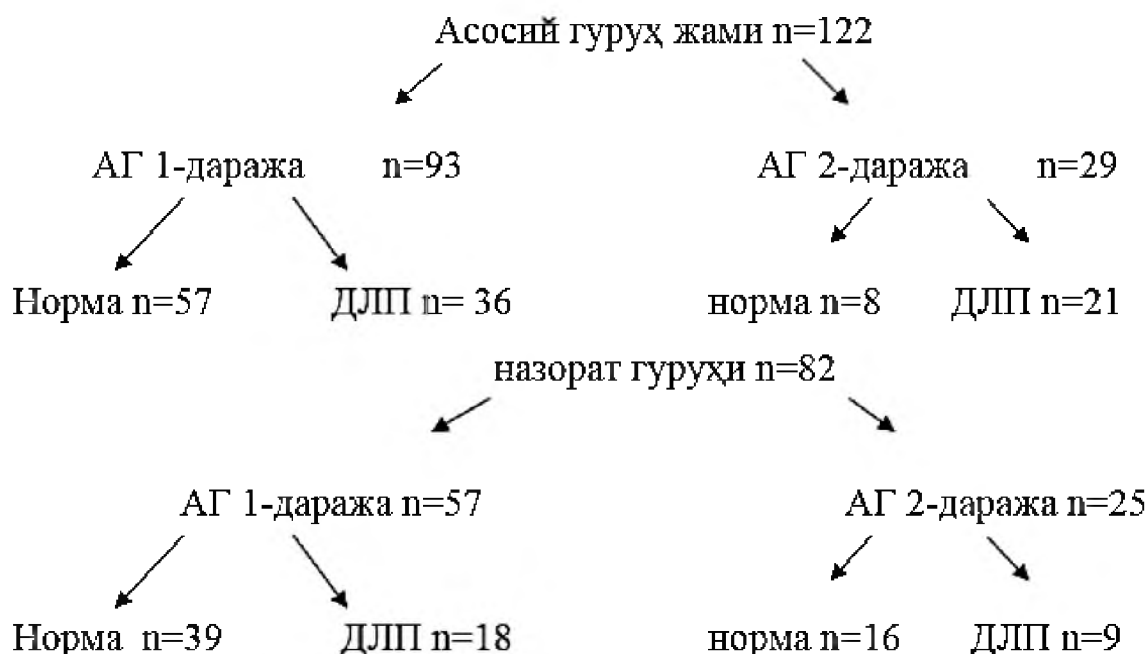 Асосий гуруҳ жами n=122
АГ 1-даража n=93 АГ 2-даража n=29
Норма n=57 ДЛП n= 36 норма n=8 ДЛП n=21
назорат гуруҳи n=82
АГ 1-даража n=57 АГ 2-даража n=25
Норма n=39 ДЛП n=18 норма n=16 ДЛП n=9